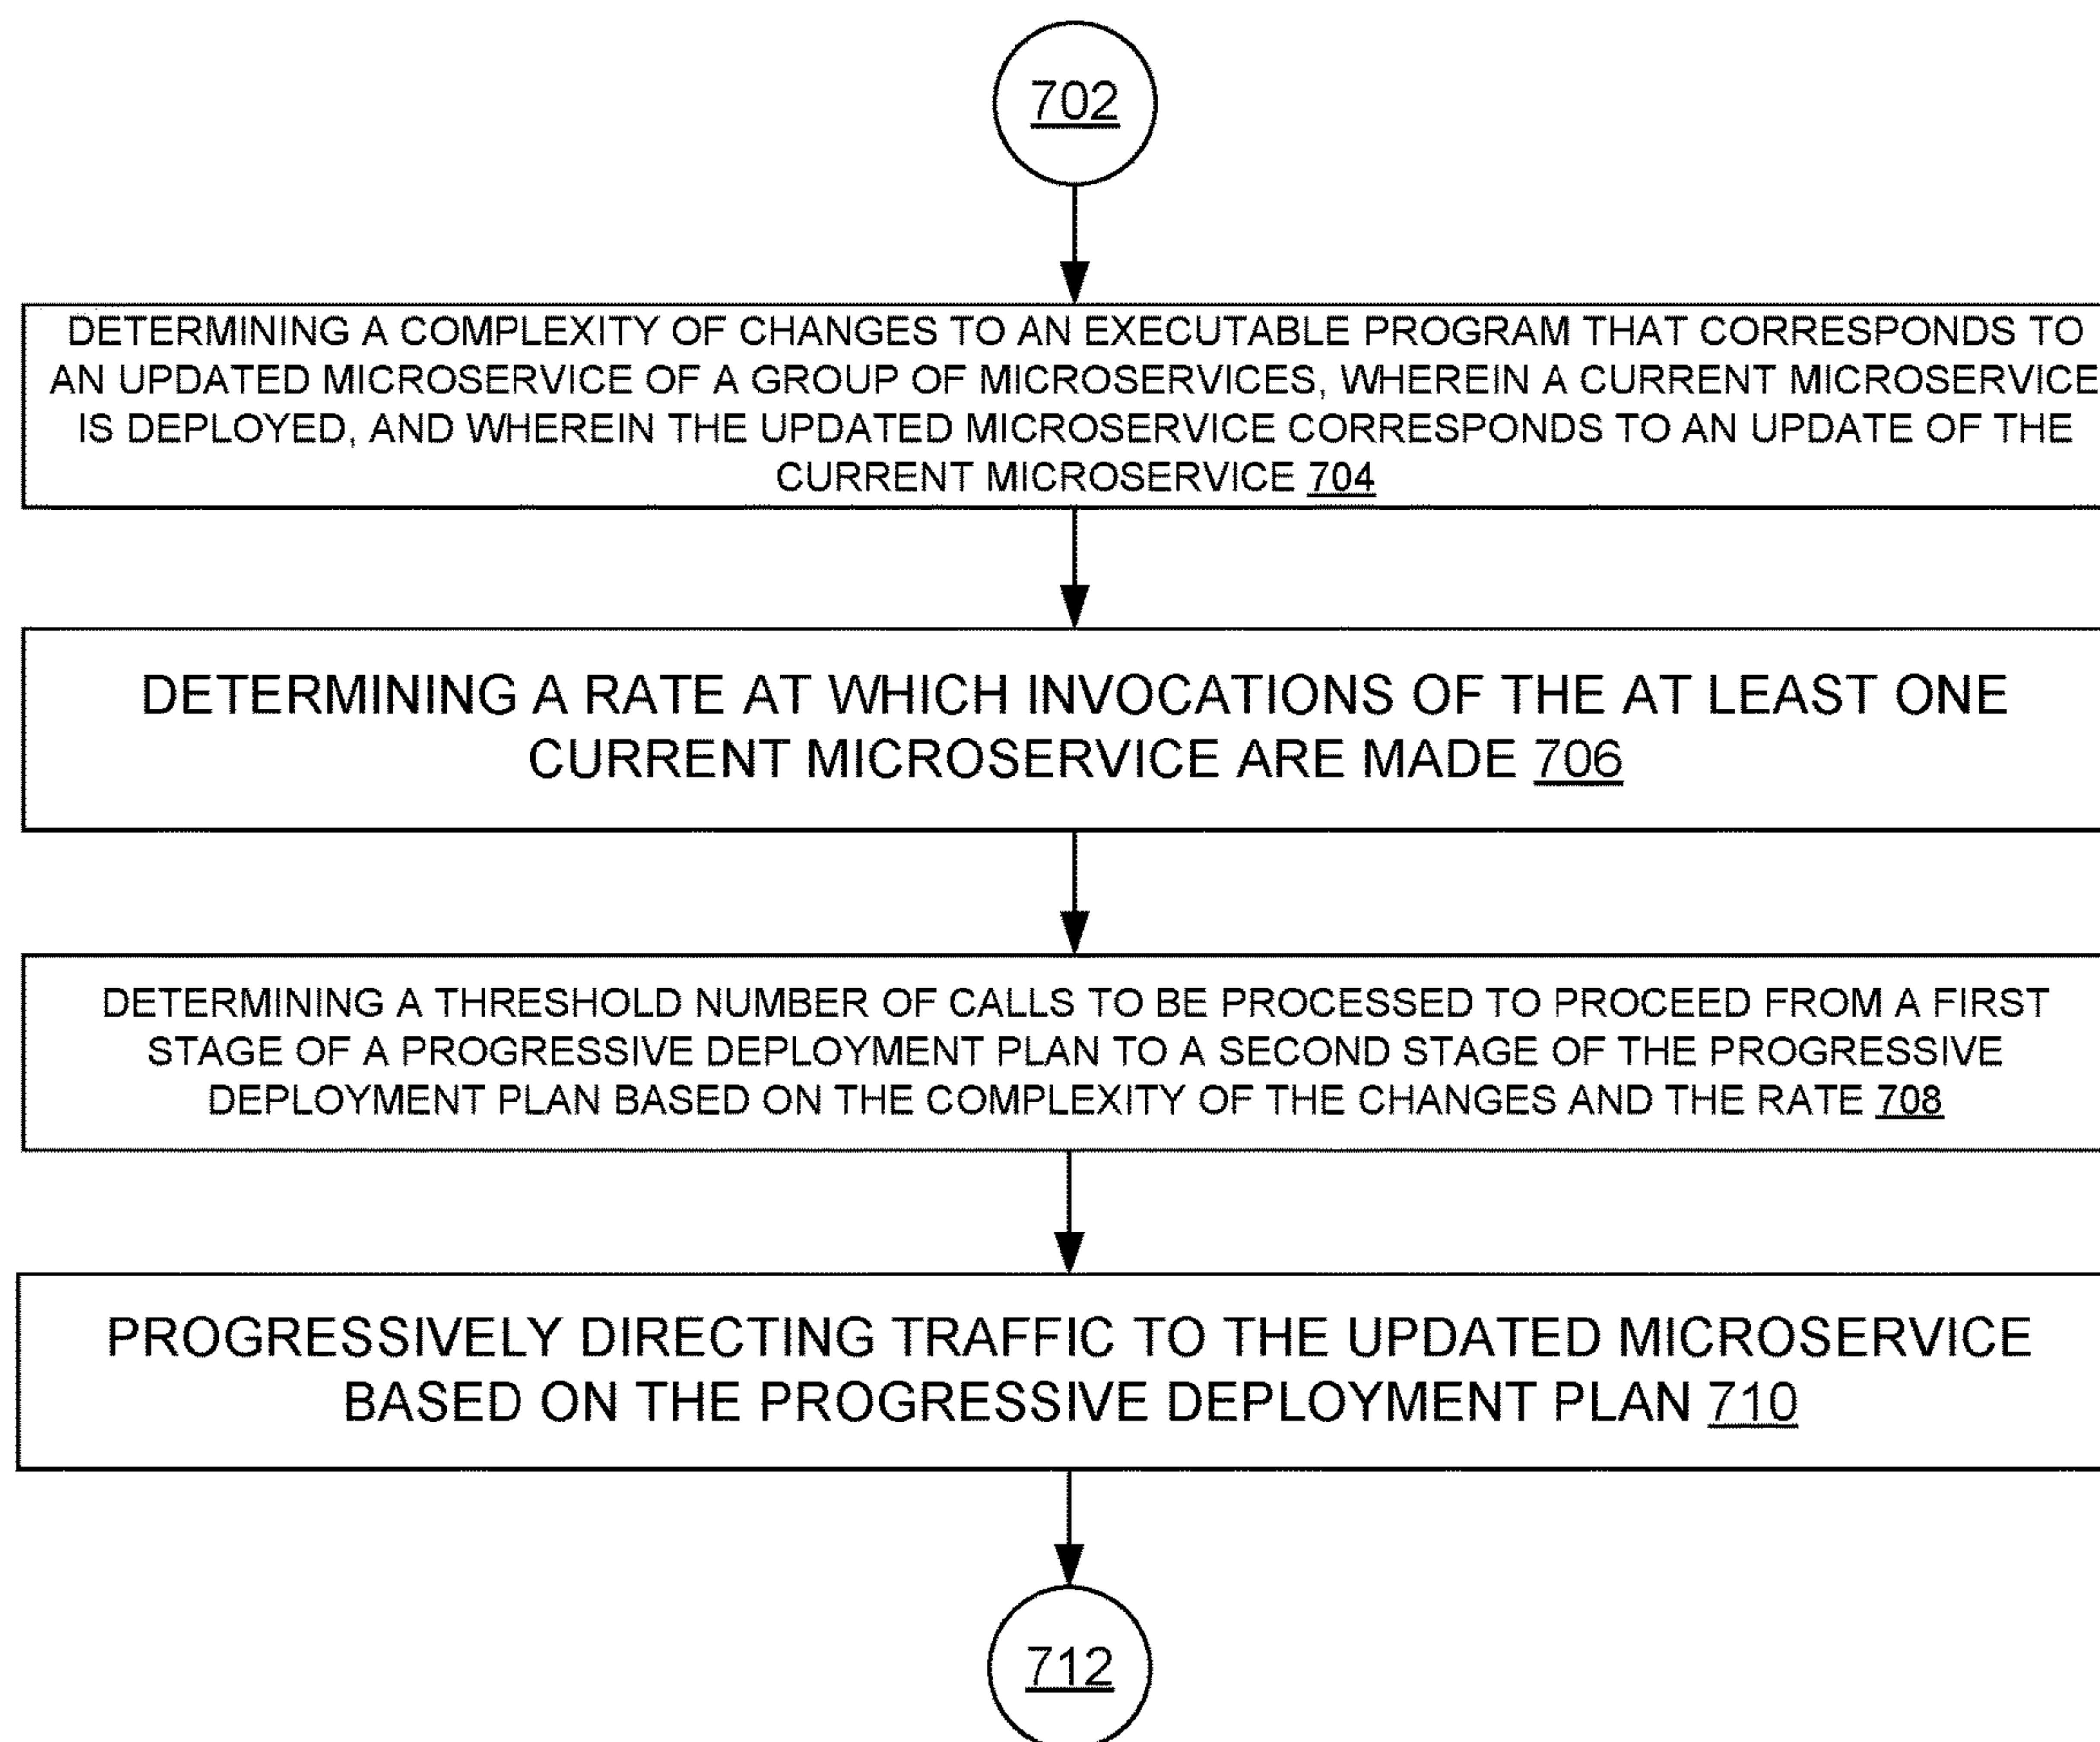 702
DETERMINING A COMPLEXITY OF CHANGES TO AN EXECUTABLE PROGRAM THAT CORRESPONDS TO
AN UPDATED MICROSERVICE OF A GROUP OF MICROSERVICES, WHEREIN A CURRENT MICROSERVICE
IS DEPLOYED, AND WHEREIN THE UPDATED MICROSERVICE CORRESPONDS TO AN UPDATE OF THE
CURRENT MICROSERVICE 704
DETERMINING A RATE AT WHICH INVOCATIONS OF THE AT LEAST ONE
CURRENT MICROSERVICE ARE MADE 706
DETERMINING A THRESHOLD NUMBER OF CALLS TO BE PROCESSED TO PROCEED FROM A FIRST
STAGE OF A PROGRESSIVE DEPLOYMENT PLAN TO A SECOND STAGE OF THE PROGRESSIVE
DEPLOYMENT PLAN BASED ON THE COMPLEXITY OF THE CHANGES AND THE RATE 708
PROGRESSIVELY DIRECTING TRAFFIC TO THE UPDATED MICROSERVICE
BASED ON THE PROGRESSIVE DEPLOYMENT PLAN 710
712